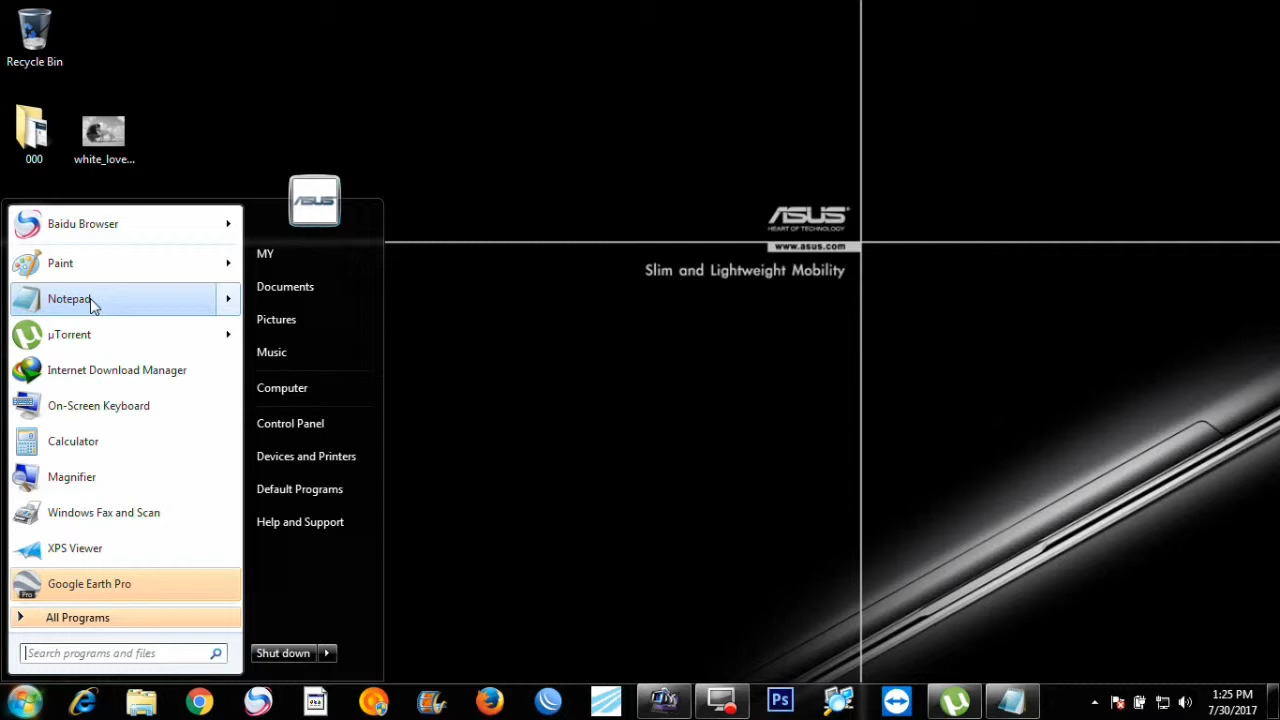 Recycle Bin
000
white_love...
ASUS
Baidu Browser
Paint
Notepad
µTorrent
Internet Download Manager
On-Screen Keyboard
Calculator
Magnifier
Windows Fax and Scan
XPS Viewer
Pro
Google Earth Pro
All Programs
Search programs and files
MY
Documents
Pictures
Music
Computer
Control Panel
Devices and Printers
Default Programs
Help and Support
Shut down
ASUS
HEART OF TECHNOLOGY
www.asus.com
Slim and Lightweight Mobility
Ps
1:25 PM
7/30/2017